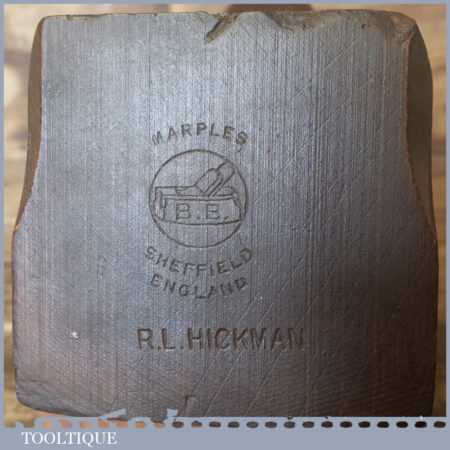 MARPLES
B.B.
SHEFFIELD
ENGLAND
R.L.HICKMAN
TOOLTIQUE